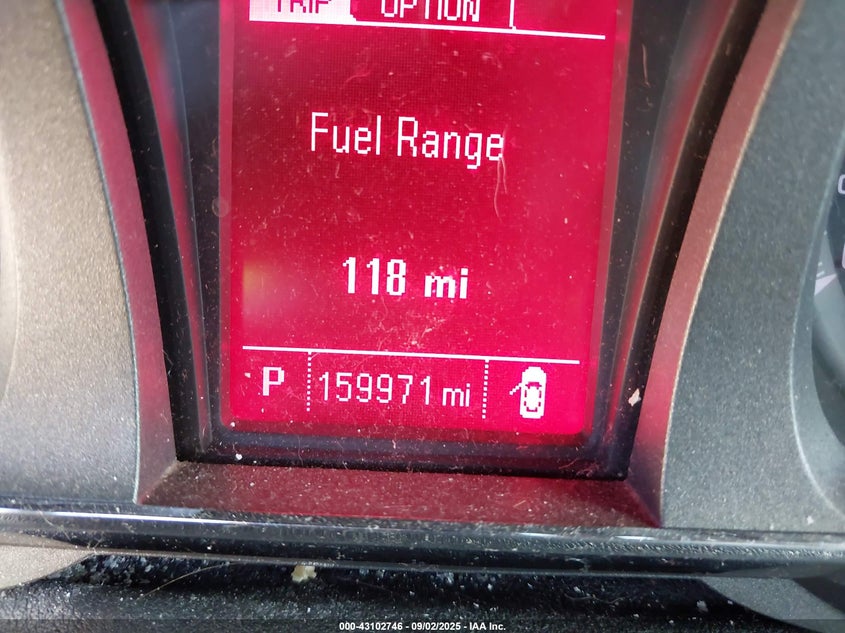 TRIP OPTION
Fuel Range
118 mi
P 159971 mi
000-43102746 - 09/02/2025 - IAA Inc.